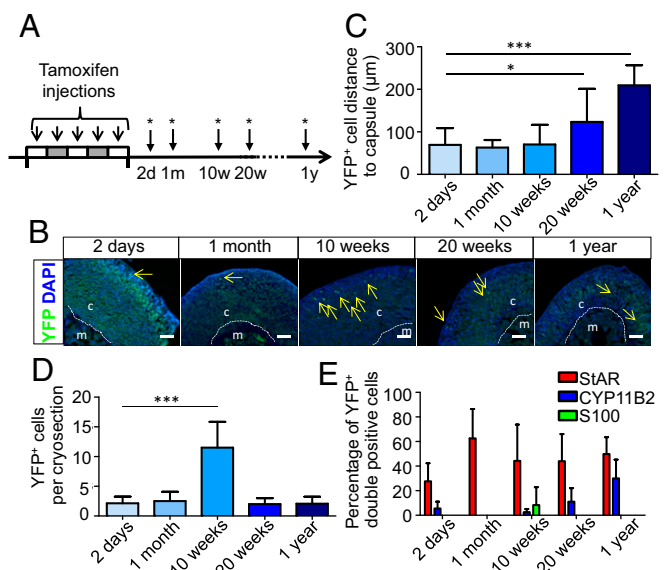 A
Tamoxifen
injections
* * * * *
2d 1m 10w 20w 1y
C
YFP+ cell distance
to capsule (µm)
300
200
100
0
***
*
2 days
1 month
10 weeks
20 weeks
1 year
B
YFP DAPI
2 days
1 month
10 weeks
20 weeks
1 year
c
m
c
m
c
m
c
m
c
m
D
YFP+ cells
per cryosection
20
15
10
5
0
***
2 days
1 month
10 weeks
20 weeks
1 year
E
Percentage of YFP+
double positive cells
100
80
60
40
20
0
StAR
CYP11B2
S100
2 days
1 month
10 weeks
20 weeks
1 year